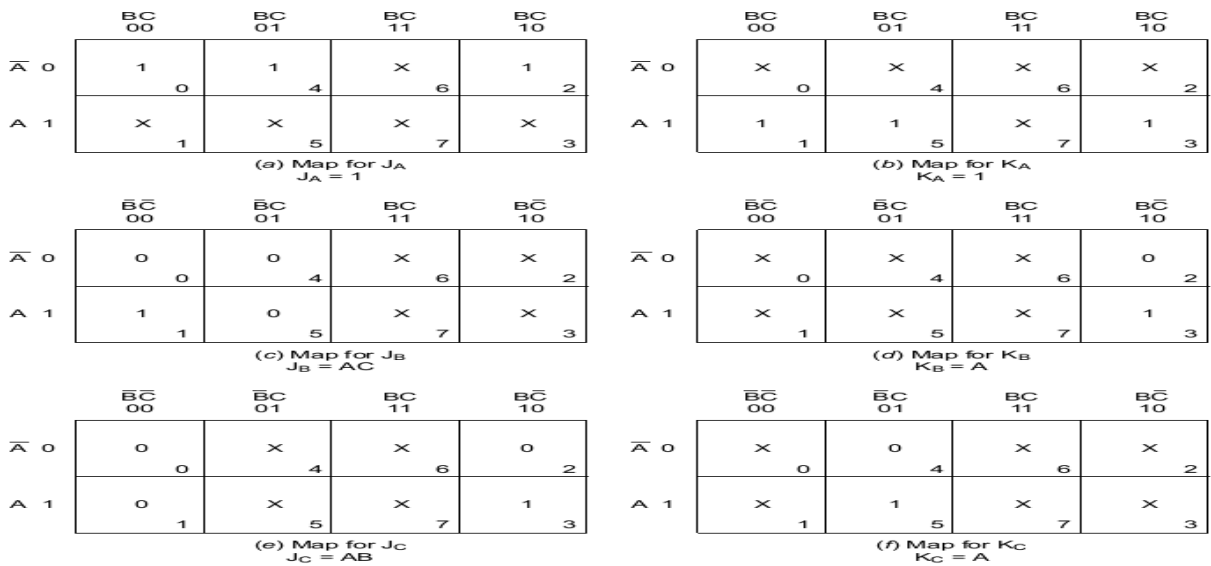 BC BC BC BC BC BC BC BC
00 01 11 10 00 01 11 10
A̅ 0 1 1 X 1 A̅ 0 X X X X
0 4 6 2 0 4 6 2
A 1 X X X X A 1 1 1 X 1
1 5 7 3 1 5 7 3
(a) Map for JA (b) Map for KA
JA = 1 KA = 1
B̅C̅ B̅C BC BC̅ B̅C̅ B̅C BC BC̅
00 01 11 10 00 01 11 10
A̅ 0 0 0 X X A̅ 0 X X X 0
0 4 6 2 0 4 6 2
A 1 1 0 X X A 1 X X X 1
1 5 7 3 1 5 7 3
(c) Map for JB (d) Map for KB
JB = AC KB = A
B̅C̅ B̅C BC BC̅ B̅C̅ B̅C BC BC̅
00 01 11 10 00 01 11 10
A̅ 0 0 X X 0 A̅ 0 X 0 X X
0 4 6 2 0 4 6 2
A 1 0 X X 1 A 1 X 1 X X
1 5 7 3 1 5 7 3
(e) Map for JC (f) Map for KC
JC = AB KC = A